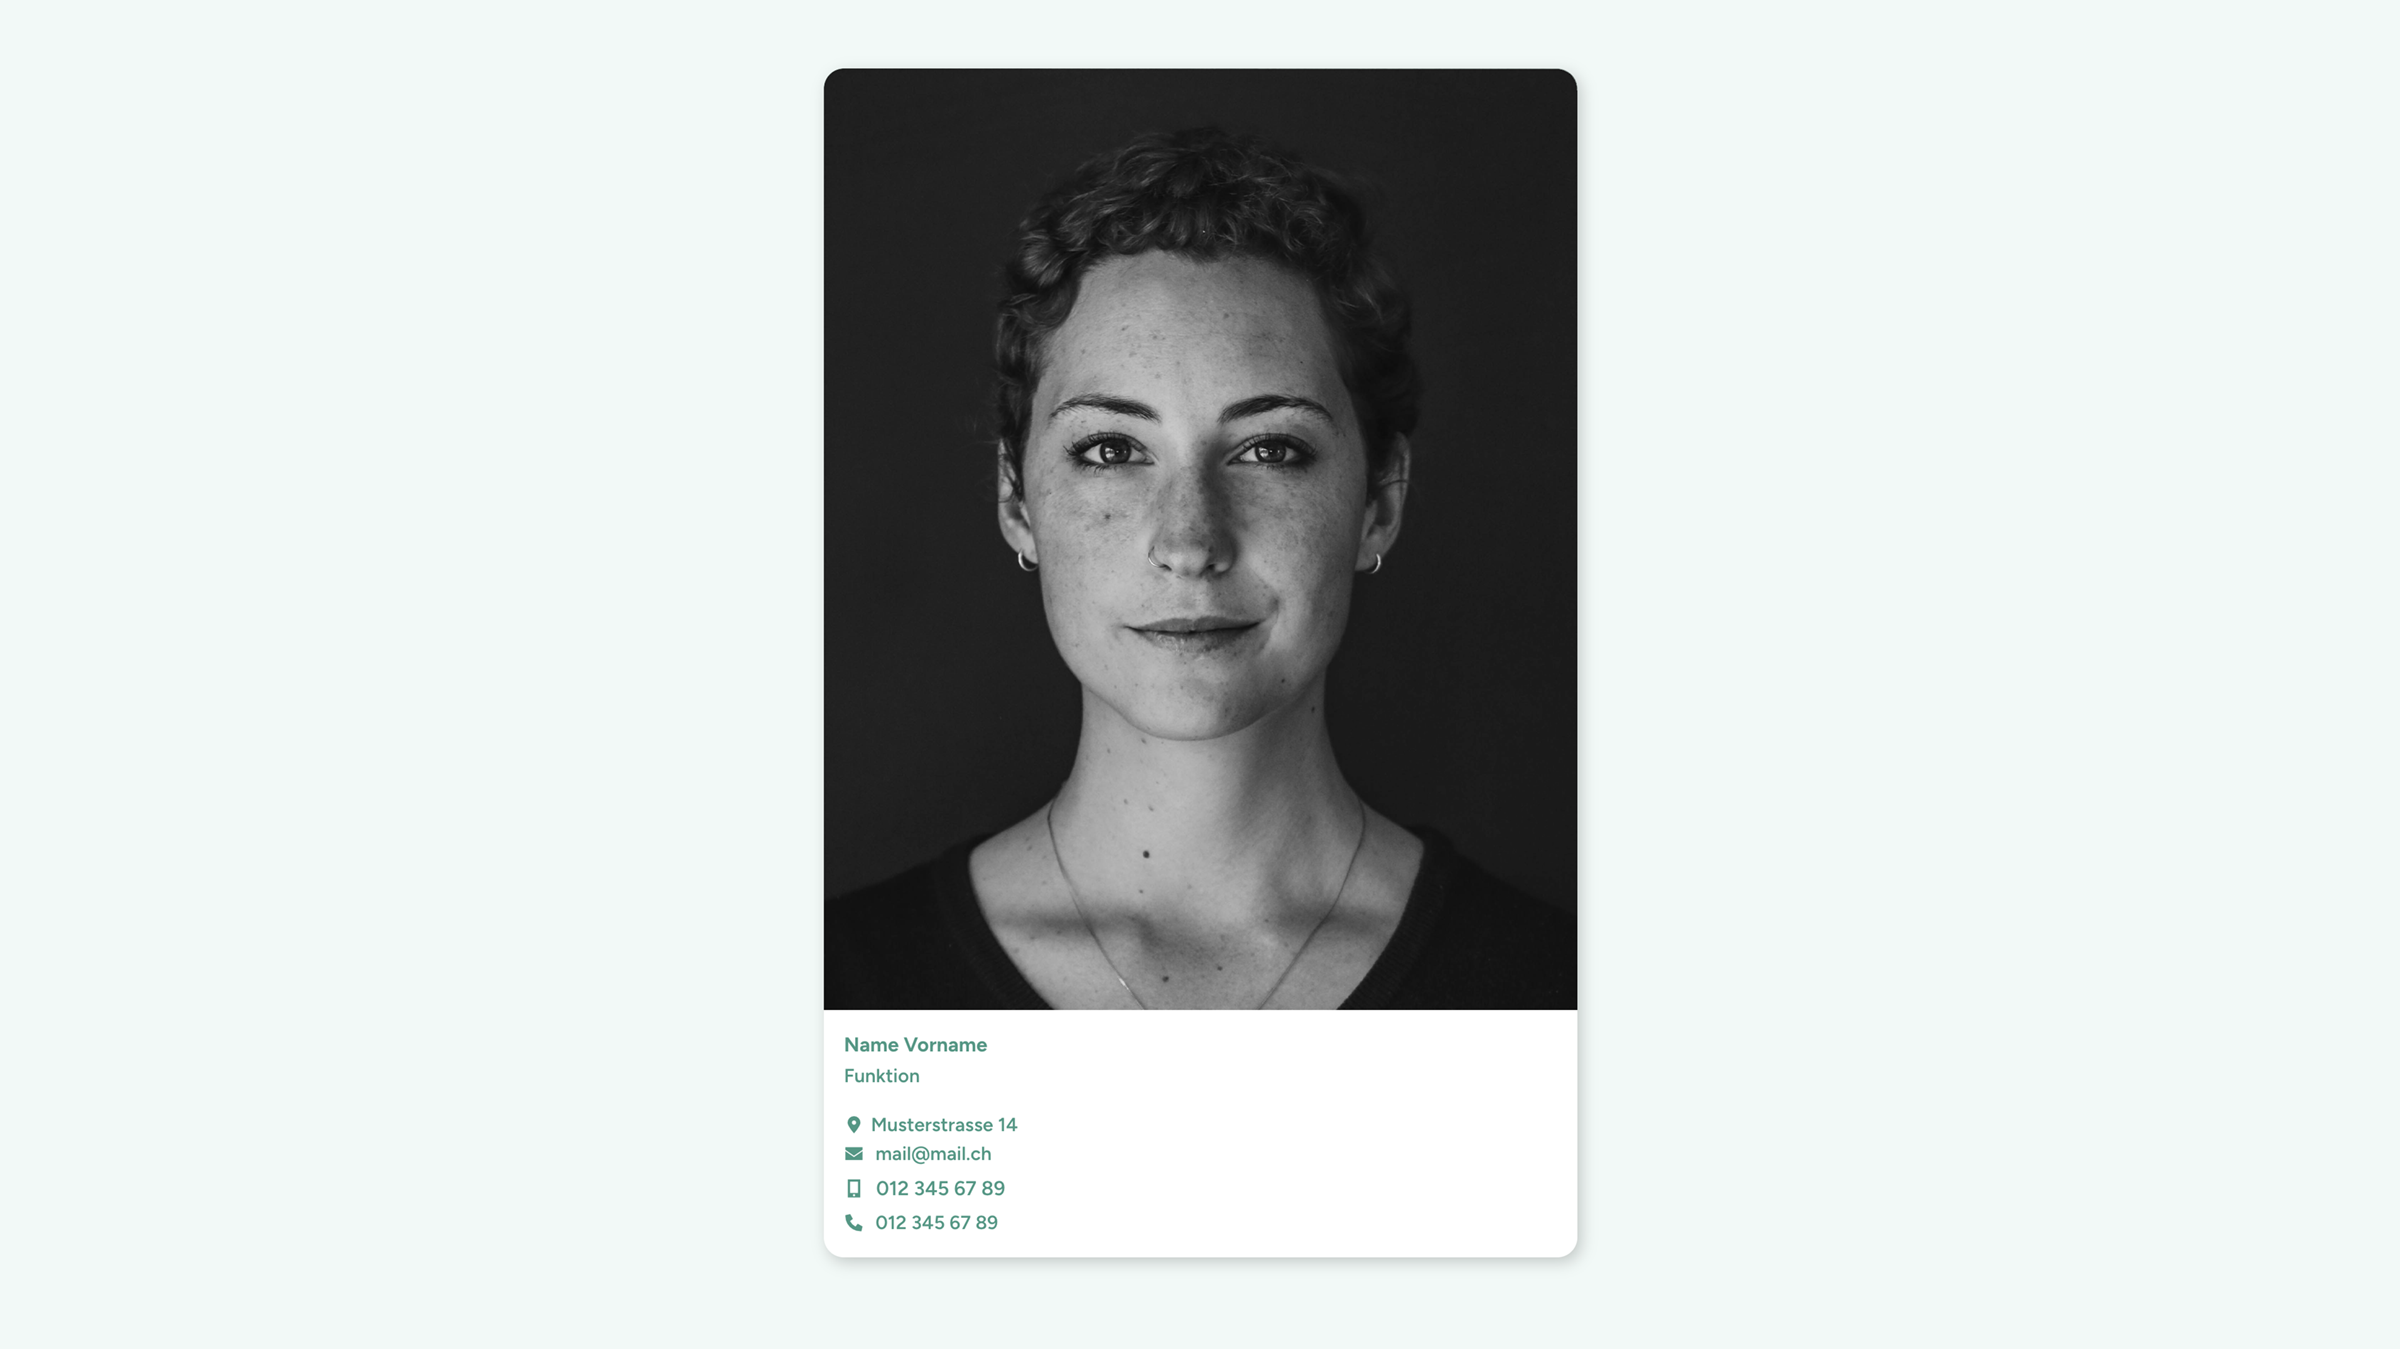 Name Vorname
Funktion
Musterstrasse 14
mail@mail.ch
012 345 67 89
012 345 67 89